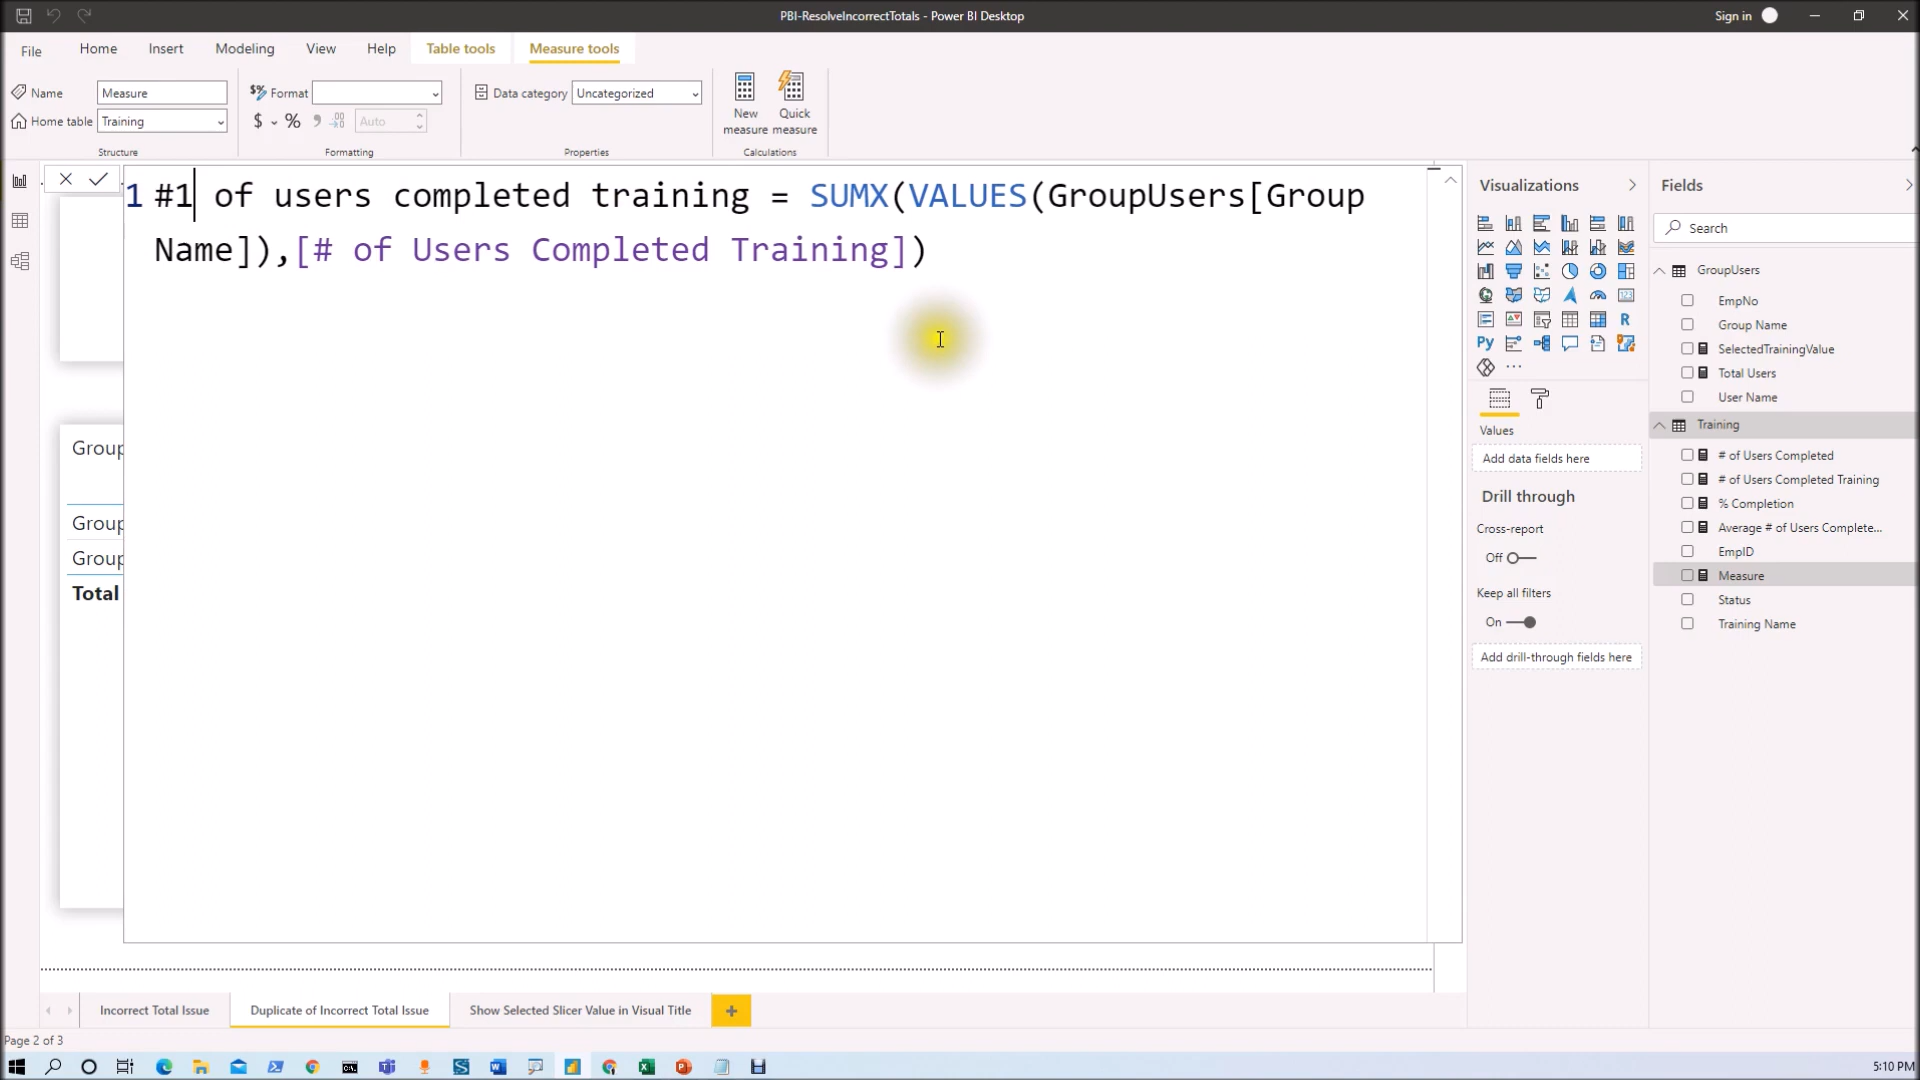 PBI-ResolveIncorrectTotals - Power BI Desktop
Sign in
File
Home
Insert
Modeling
View
Help
Table tools
Measure tools
Name
Measure
Format
Data category
Uncategorized
Home table
Training
$
%
Auto
New measure
Quick measure
Structure
Formatting
Properties
Calculations
1 #1 of users completed training = SUMX(VALUES(GroupUsers[Group
Name]),[# of Users Completed Training])
Group
Group
Group
Total
Visualizations
R
Py
...
Values
Add data fields here
Drill through
Cross-report
Off
Keep all filters
On
Add drill-through fields here
Fields
Search
GroupUsers
EmpNo
Group Name
SelectedTrainingValue
Total Users
User Name
Training
# of Users Completed
# of Users Completed Training
% Completion
Average # of Users Complete...
EmpID
Measure
Status
Training Name
Incorrect Total Issue
Duplicate of Incorrect Total Issue
Show Selected Slicer Value in Visual Title
+
Page 2 of 3
5:10 PM